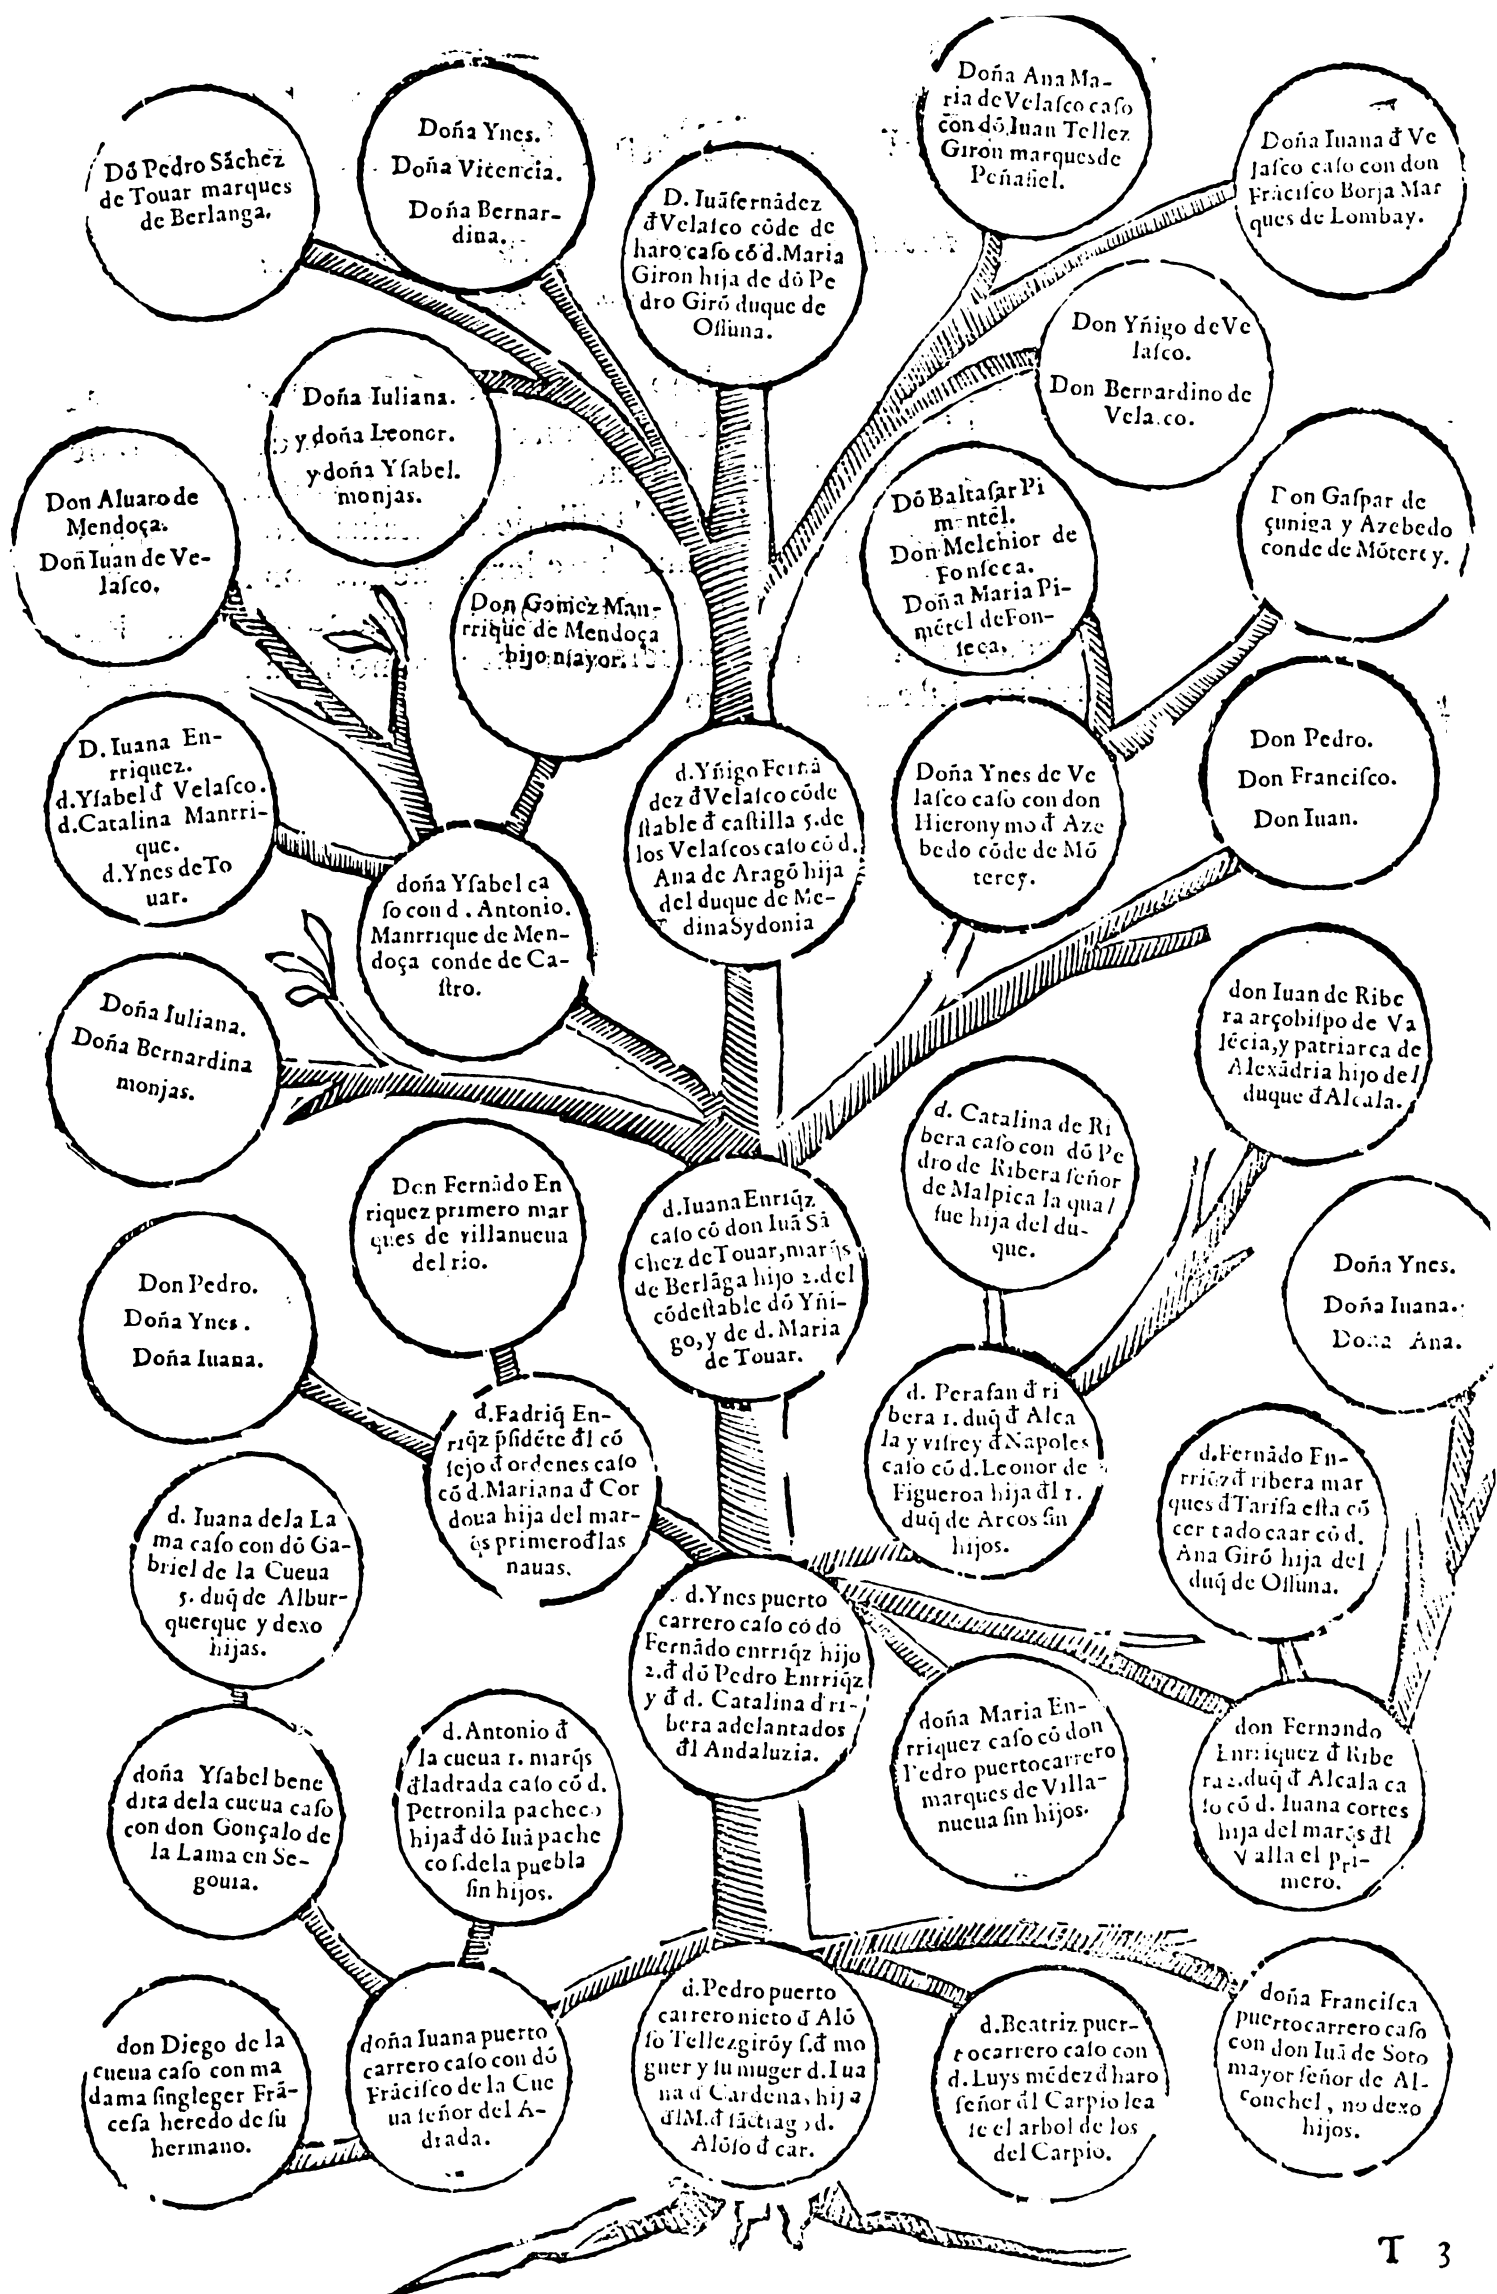 Doña Ana Ma-
ria de Velaſco caſo
con dõ, Iuan Tellez
Giron marques de
Peñafiel.
Dõ Pedro Sãchez
de Touar marques
de Berlanga.
Doña Ynes.
Doña Vicencia.
Doña Bernar-
dina.
D. Iuãfernãdez
đ Velaſco cõde de
haro caſo cõ d. Maria
Giron hija de dõ Pe
dro Girõ duque de
Oſſuna.
Doña Iuana đ Ve
laſco caſo con don
Frãciſco Borja Mar
ques de Lombay.
Don Yñigo de Ve
laſco.
Don Bernardino de
Velaſco.
Doña Iuliana.
y doña Leonor.
y doña Yſabel.
monjas.
Don Aluaro de
Mendoça.
Don Iuan de Ve-
laſco.
Don Gomez Man-
rrique de Mendoça
hijo mayor.
Dõ Baltaſar Pi
mentel.
Don Melchior de
Fonſeca.
Doña Maria Pi-
mẽtel de Fon-
ſeca.
Don Gaſpar de
çuniga y Azebedo
conde de Mõterey.
D. Iuana En-
rriquez.
d. Yſabel đ Velaſco.
d. Catalina Manrri-
que.
d. Ynes de To
uar.
doña Yſabel ca
ſo con d. Antonio.
Manrrique de Men-
doça conde de Ca-
ſtro.
d. Yñigo Fernã
dez đ Velaſco cõde
ſtable đ caſtilla 5. de
los Velaſcos caſo cõ d.
Ana de Aragõ hija
del duque de Me-
dina Sydonia
Doña Ynes de Ve
laſco caſo con don
Hieronymo đ Aze
bedo cõde de Mõ
terey.
Don Pedro.
Don Franciſco.
Don Iuan.
Doña Iuliana.
Doña Bernardina
monjas.
don Iuan de Ribe
ra arçobiſpo de Va
lẽcia, y patriarca de
Alexãdria hijo del
duque đ Alcala.
Don Fernãdo En
riquez primero mar
ques de villanueua
del rio.
d. Iuana Enriq̃z
caſo cõ don Iuã Sã
chez de Touar, marq̃s
de Berlãga hijo 2. del
cõdeſtable dõ Yñi-
go, y de d. Maria
de Touar.
d. Catalina de Ri
bera caſo con dõ Pe
dro de Ribera ſeñor
de Malpica la qual
fue hija del du-
que.
Don Pedro.
Doña Ynes.
Doña Iuana.
Doña Ynes.
Doña Iuana.
Doña Ana.
d. Fadriq̃ En-
riq̃z p̃ſidẽte đl cõ
ſejo đ ordenes caſo
cõ d. Mariana đ Cor
doua hija del mar-
q̃s primero đ las
nauas.
d. Perafan đ ri
bera 1. duq̃ đ Alca
la y viſrey đ Napoles
caſo cõ d. Leonor de
Figueroa hija đl 1.
duq̃ de Arcos ſin
hijos.
d. Fernãdo En-
rriq̃z đ ribera mar
ques đ Tarifa eſta cõ
certado caar cõ d.
Ana Girõ hija del
duq̃ de Oſſuna.
d. Iuana de la La
ma caſo con dõ Ga-
briel de la Cueua
5. duq̃ de Albur-
querque y dexo
hijas.
d. Ynes puerto
carrero caſo cõ dõ
Fernãdo enrriq̃z hijo
2. đ dõ Pedro Enrriq̃z
y đ d. Catalina đ ri-
bera adelantados
đl Andaluzia.
doña Maria En-
rriquez caſo cõ don
Pedro puertocarrero
marques de Villa-
nueua ſin hijos.
don Fernando
Enrriquez đ Ribe
ra 2. duq̃ đ Alcala ca
ſo cõ d. Iuana cortes
hija del marq̃s đl
Valla el pri-
mero.
doña Yſabel bene
dita de la cueua caſo
con don Gonçalo de
la Lama en Se-
gouia.
d. Antonio đ
la cueua 1. marq̃s
đ ladrada caſo cõ d.
Petronila pacheco
hija đ dõ Iuã pache
co ſ. de la puebla
ſin hijos.
don Diego de la
cueua caſo con ma
dama ſingleger Frã-
ceſa heredo de ſu
hermano.
doña Iuana puerto
carrero caſo con dõ
Frãciſco de la Cue
ua ſeñor del A-
drada.
d. Pedro puerto
carrero nieto đ Alõ
ſo Tellez girõ y ſ. đ mo
guer y ſu muger d. Iua
na đ Cardenas, hija
đl M. đ ſãctiago d.
Alõſo đ car.
d. Beatriz puer-
tocarrero caſo con
d. Luys mẽdez đ haro
ſeñor đl Carpio lea
ſe el arbol de los
del Carpio.
doña Franciſca
puertocarrero caſo
con don Iuã de Soto
mayor ſeñor de Al-
conchel, no dexo
hijos.
T 3